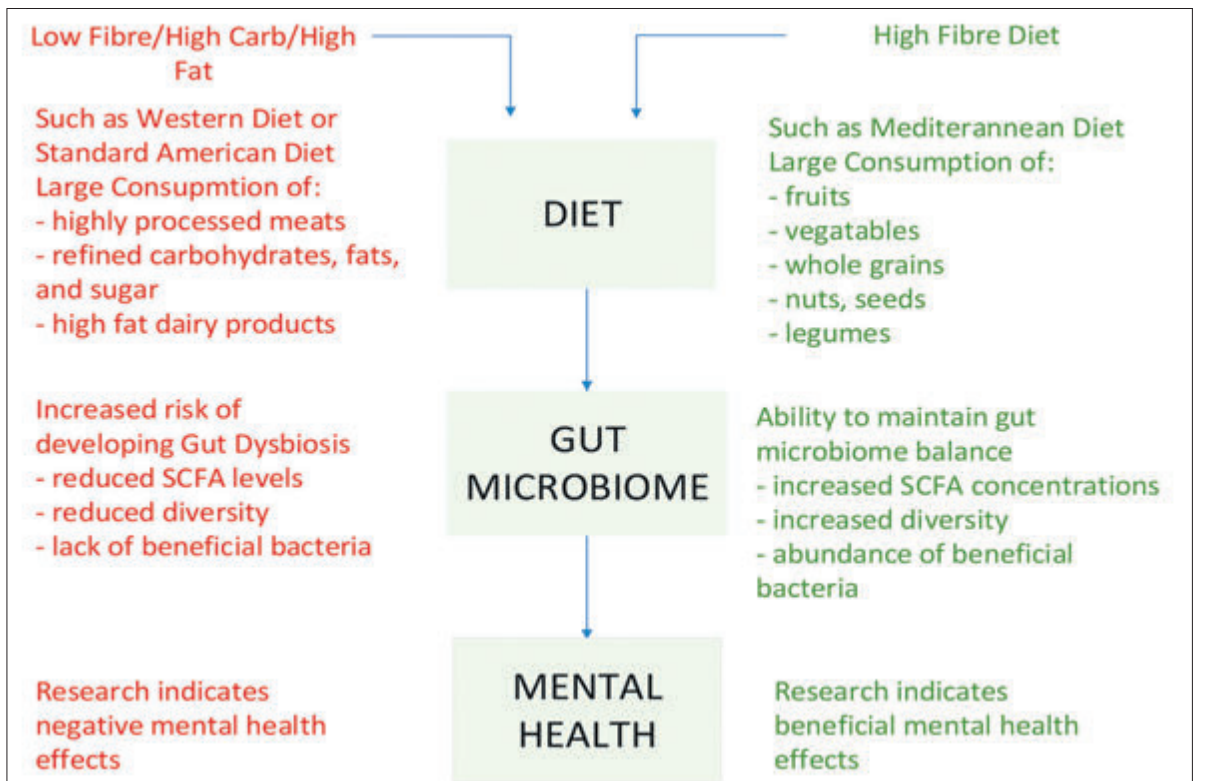 Low Fibre/High Carb/High
Fat
High Fibre Diet
Such as Western Diet or
Standard American Diet
Large Consupmtion of:
- highly processed meats
- refined carbohydrates, fats,
and sugar
- high fat dairy products
DIET
Such as Mediterannean Diet
Large Consumption of:
- fruits
- vegatables
- whole grains
- nuts, seeds
- legumes
Increased risk of
developing Gut Dysbiosis
- reduced SCFA levels
- reduced diversity
- lack of beneficial bacteria
GUT
MICROBIOME
Ability to maintain gut
microbiome balance
- increased SCFA concentrations
- increased diversity
- abundance of beneficial
bacteria
Research indicates
negative mental health
effects
MENTAL
HEALTH
Research indicates
beneficial mental health
effects